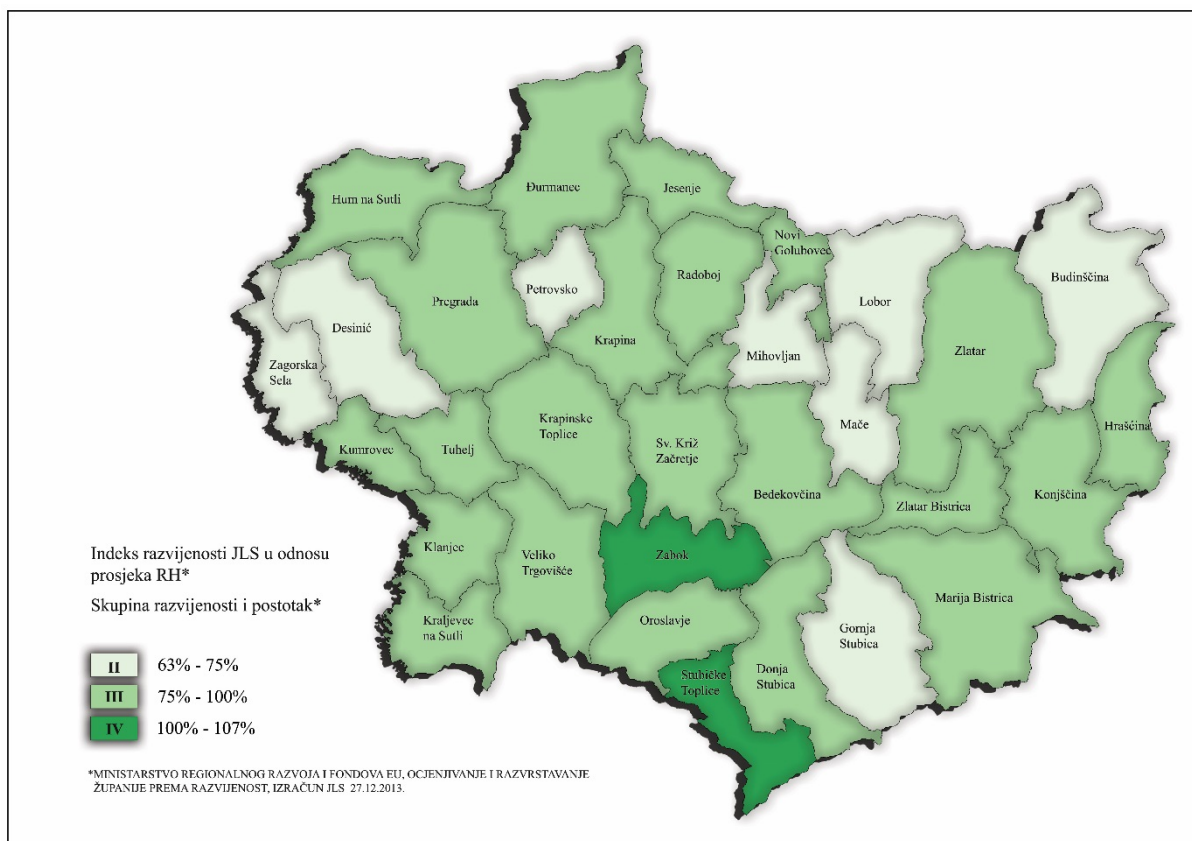 Đurmanec
Jesenje
Hum na Sutli
Novi
Golubovec
Radoboj
Budinščina
Petrovsko
Lobor
Pregrada
Desinić
Krapina
Zlatar
Mihovljan
Zagorska
Sela
Krapinske
Toplice
Mače
Hrašćina
Kumrovec
Tuhelj
Sv. Križ
Začretje
Bedekovčina
Zlatar Bistrica
Konjščina
Klanjec
Veliko
Trgovišće
Zabok
Marija Bistrica
Kraljevec
na Sutli
Oroslavje
Gornja
Stubica
Stubičke
Toplice
Donja
Stubica
Indeks razvijenosti JLS u odnosu
prosjeka RH*
Skupina razvijenosti i postotak*
II 63% - 75%
III 75% - 100%
IV 100% - 107%
*MINISTARSTVO REGIONALNOG RAZVOJA I FONDOVA EU, OCJENJIVANJE I RAZVRSTAVANJE
ŽUPANIJE PREMA RAZVIJENOST, IZRAČUN JLS 27.12.2013.